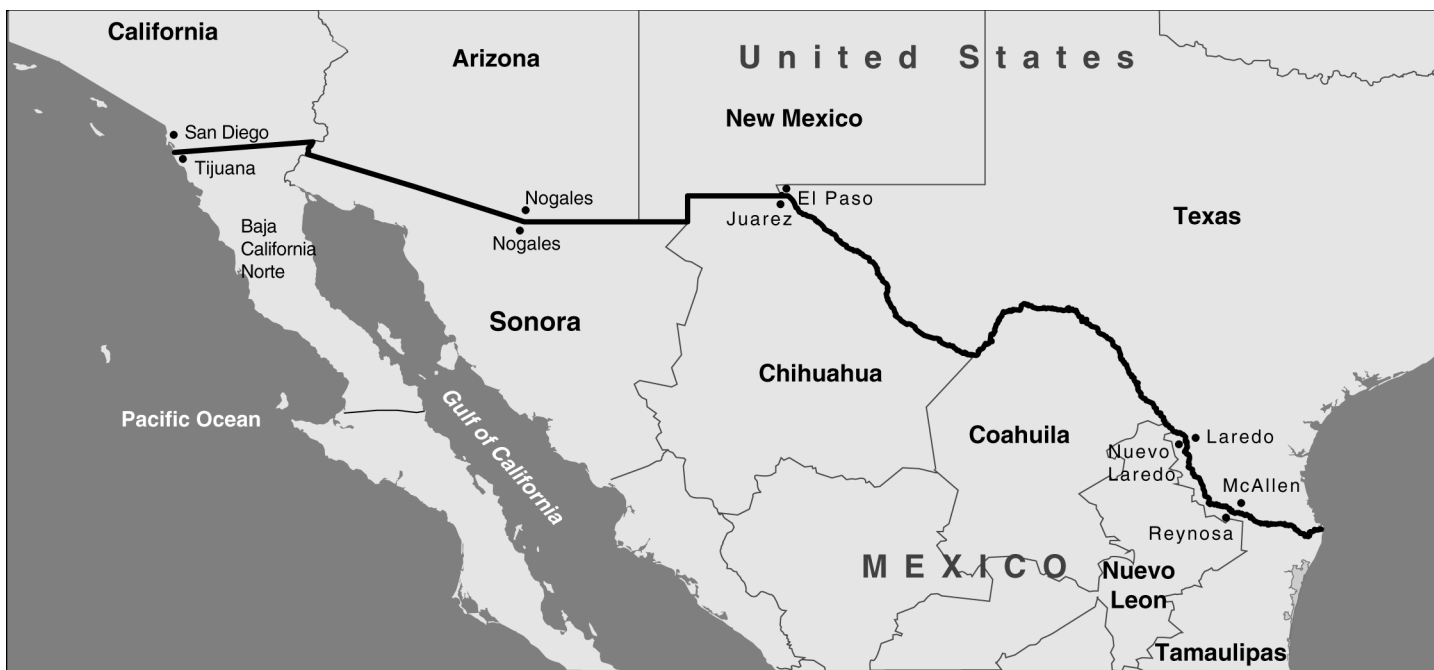 California
Arizona
United States
New Mexico
San Diego
Tijuana
Nogales
El Paso
Juarez
Nogales
Texas
Baja
California
Norte
Sonora
Chihuahua
Pacific Ocean
Gulf of California
Coahuila
Laredo
Nuevo
Laredo
McAllen
Reynosa
MEXICO
Nuevo
Leon
Tamaulipas